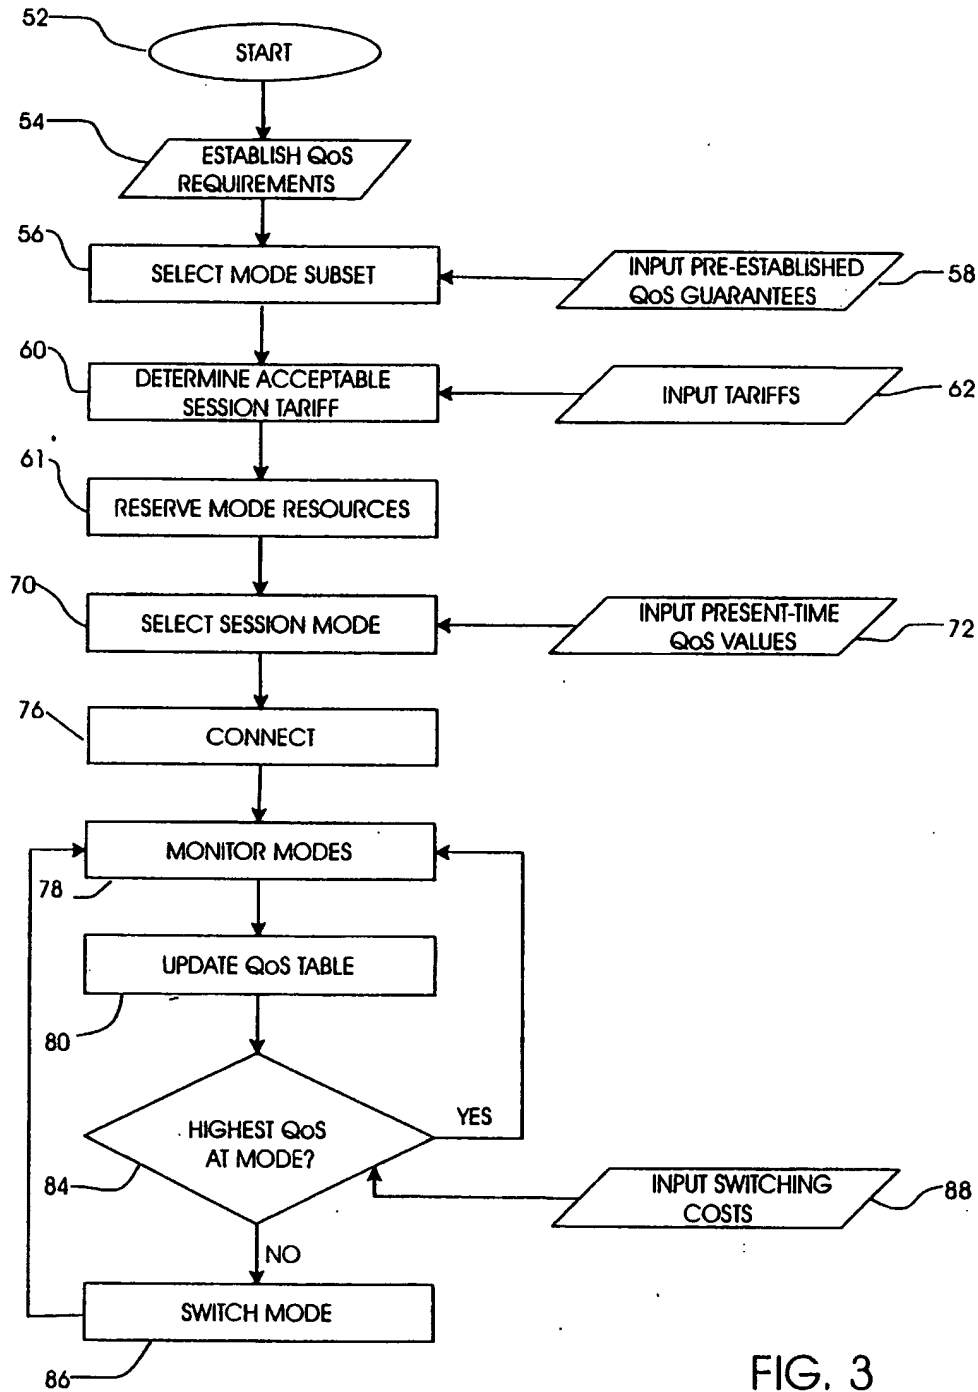 52
START
54
ESTABLISH QoS
REQUIREMENTS
56
SELECT MODE SUBSET
INPUT PRE-ESTABLISHED
QoS GUARANTEES
58
60
DETERMINE ACCEPTABLE
SESSION TARIFF
INPUT TARIFFS
62
61
RESERVE MODE RESOURCES
70
SELECT SESSION MODE
INPUT PRESENT-TIME
QoS VALUES
72
76
CONNECT
MONITOR MODES
78
UPDATE QoS TABLE
80
HIGHEST QoS
AT MODE?
YES
84
INPUT SWITCHING
COSTS
88
NO
SWITCH MODE
86
FIG. 3